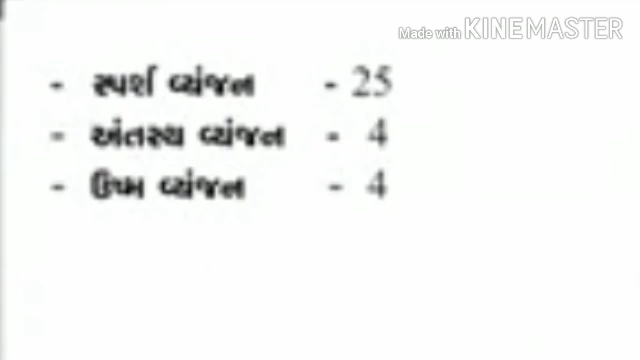 Made with KINEMASTER
- સ્પર્શ વ્યંજન - 25
- અંતસ્થ વ્યંજન - 4
- ઉષ્મ વ્યંજન - 4